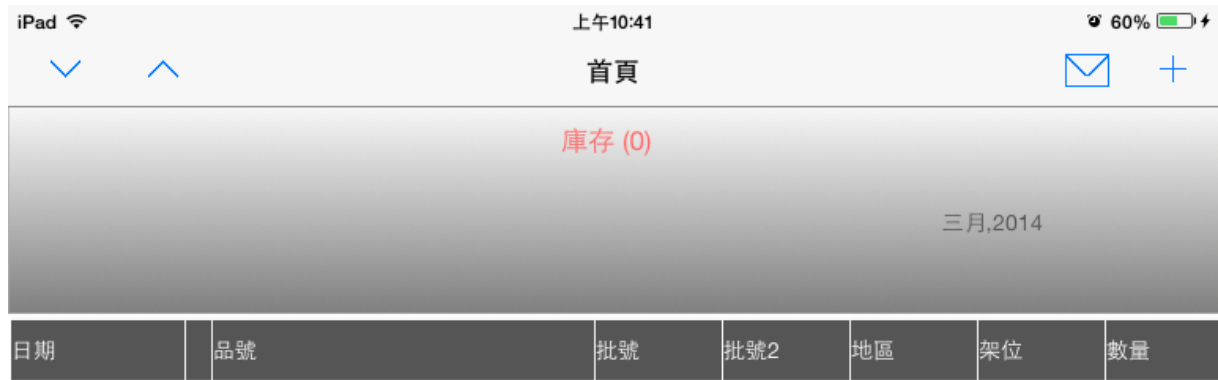 iPad 上午10:41 60%
首頁
庫存 (0)
三月,2014
日期 品號 批號 批號2 地區 架位 數量